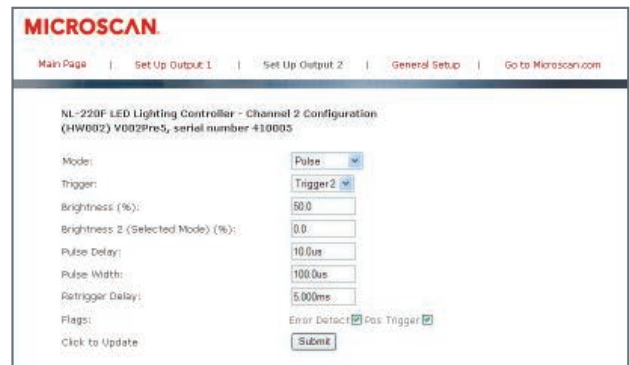 MICROSCAN
Main Page | Set Up Output 1 | Set Up Output 2 | General Setup | Go to Microscan.com
NL-220F LED Lighting Controller - Channel 2 Configuration
(HW002) V002Pre5, serial number 410005
Mode: Pulse
Trigger: Trigger2
Brightness (%): 50.0
Brightness 2 (Selected Mode) (%): 0.0
Pulse Delay: 10.0us
Pulse Width: 100.0us
Retrigger Delay: 5.000ms
Flags: Error Detect Pos Trigger
Click to Update Submit